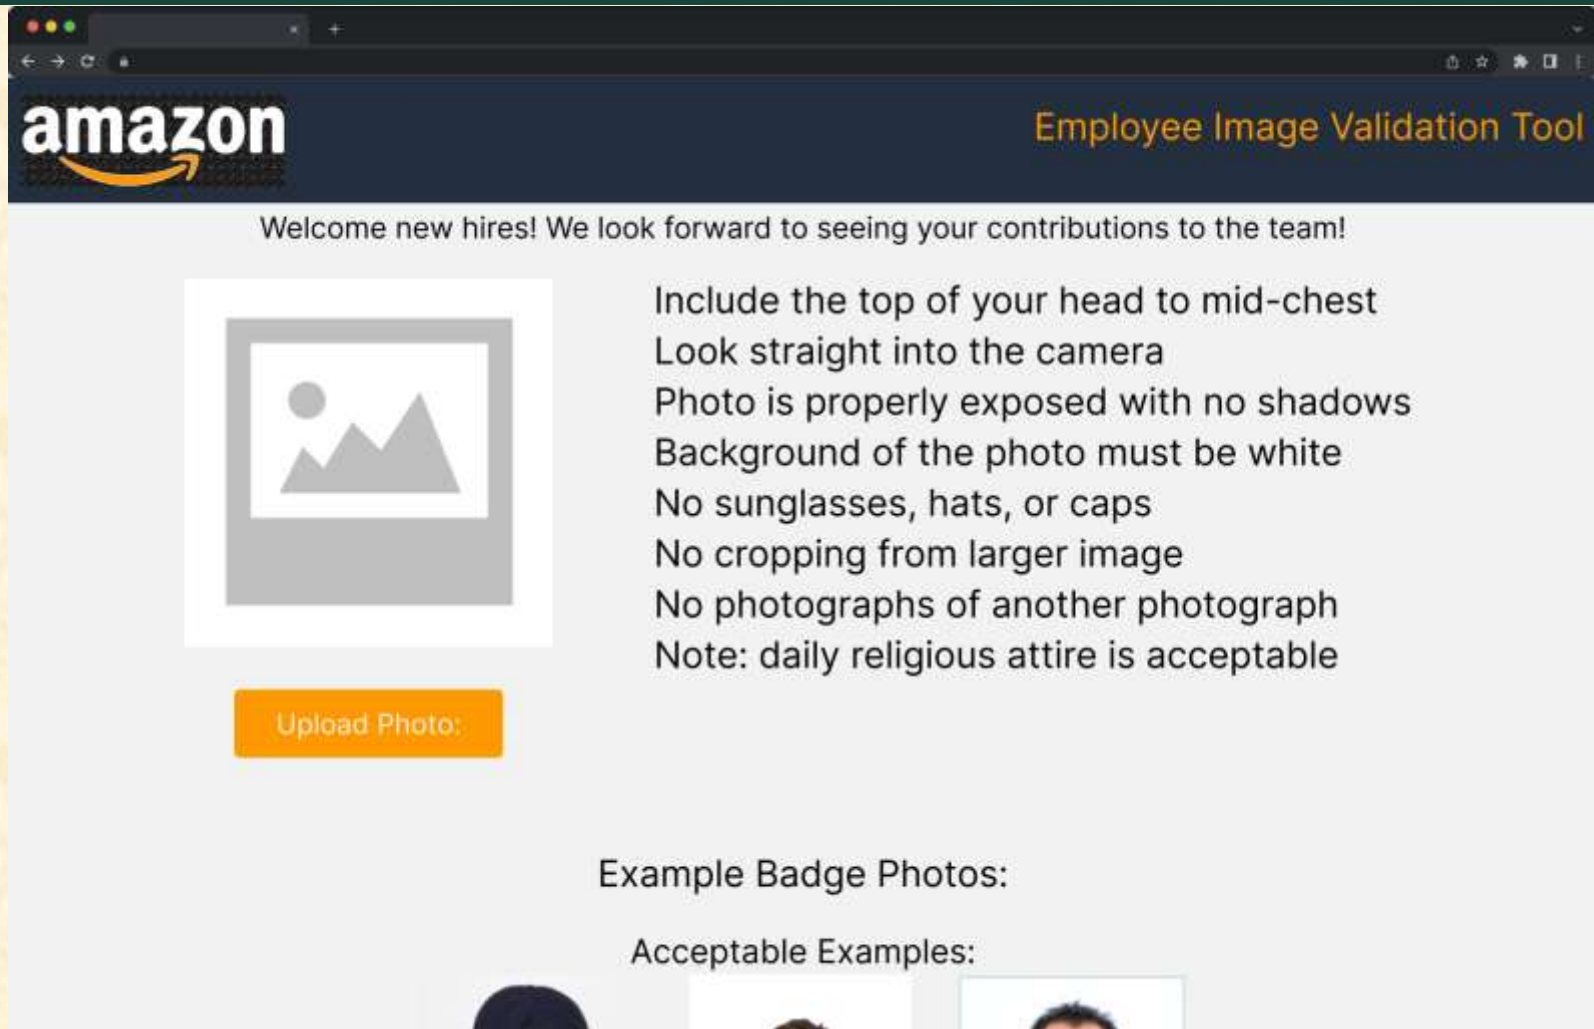 amazon
Employee Image Validation Tool
Welcome new hires! We look forward to seeing your contributions to the team!
Include the top of your head to mid-chest
Look straight into the camera
Photo is properly exposed with no shadows
Background of the photo must be white
No sunglasses, hats, or caps
No cropping from larger image
No photographs of another photograph
Note: daily religious attire is acceptable
Upload Photo:
Example Badge Photos:
Acceptable Examples: